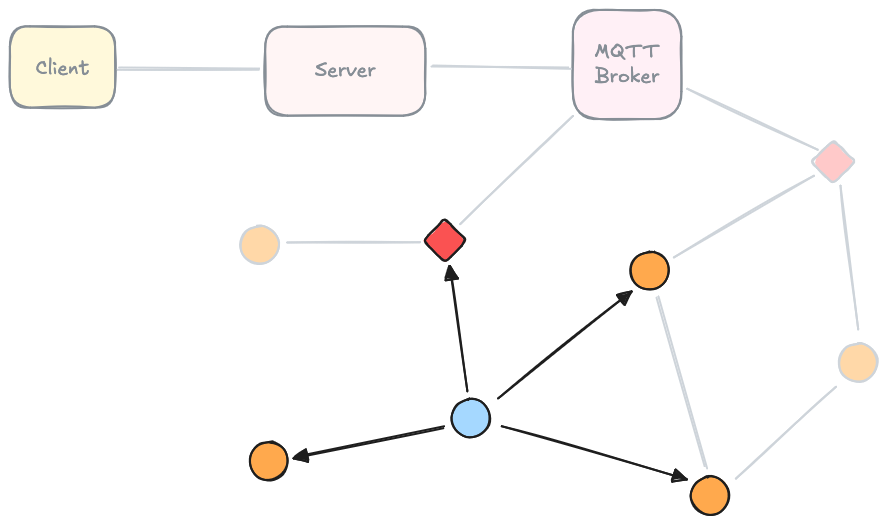 Client
Server
MQTT
Broker